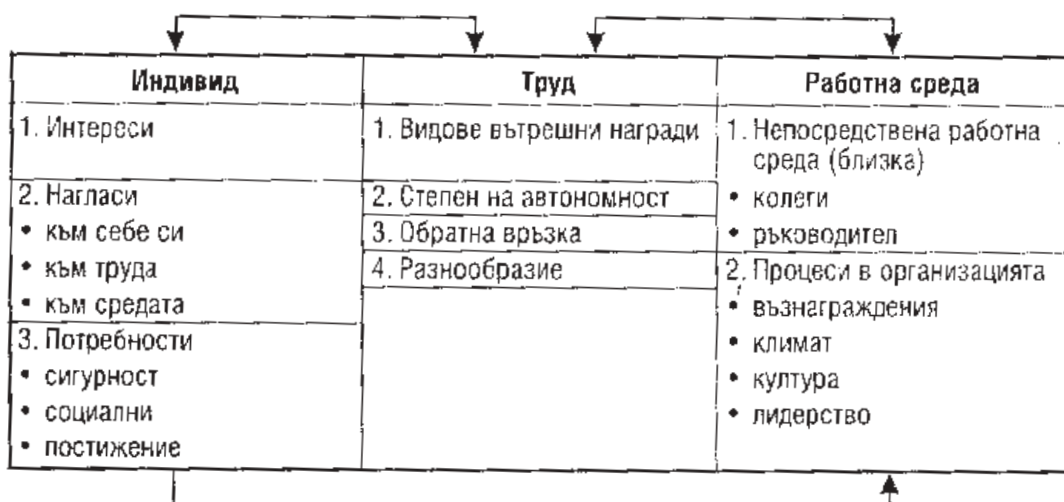 Индивид
Труд
Работна среда
1. Интереси
2. Нагласи
• към себе си
• към труда
• към средата
3. Потребности
• сигурност
• социални
• постижение
1. Видове вътрешни награди
2. Степен на автономност
3. Обратна връзка
4. Разнообразие
1. Непосредствена работна
среда (близка)
• колеги
• ръководител
2. Процеси в организацията
• възнаграждения
• климат
• култура
• лидерство